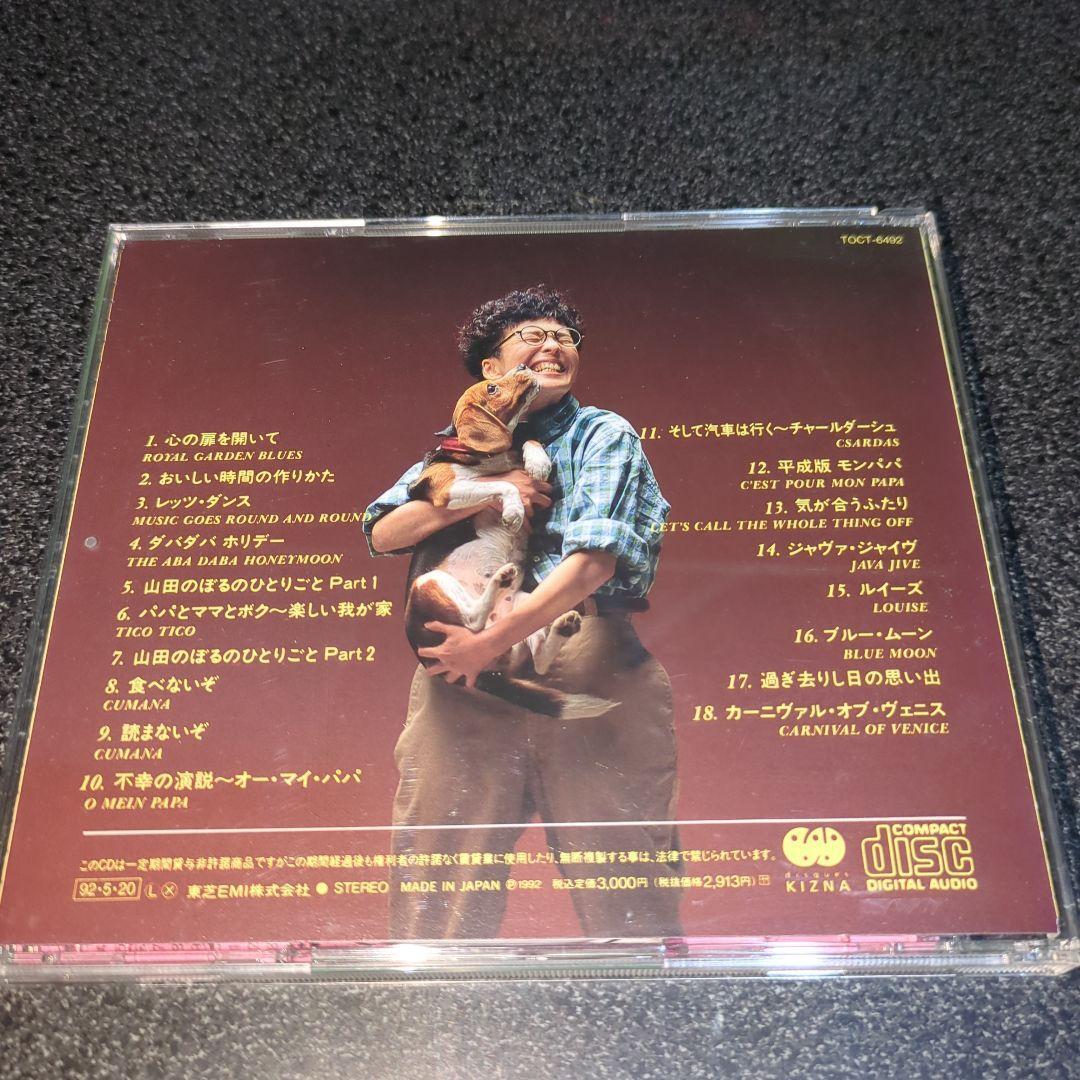 TOCT-6492
1. 心の扉を開いて
ROYAL GARDEN BLUES
2. おいしい時間の作りかた
3. レッツ・ダンス
MUSIC GOES ROUND AND ROUND
4. ダバダバ ホリデー
THE ABA DABA HONEYMOON
5. 山田のぼるのひとりごと Part 1
6. パパとママとボク〜楽しい我が家
TICO TICO
7. 山田のぼるのひとりごと Part 2
8. 食べないぞ
CUMANA
9. 読まないぞ
CUMANA
10. 不幸の演説〜オー・マイ・パパ
O MEIN PAPA
11. そして汽車は行く〜チャールダーシュ
CSARDAS
12. 平成版 モンパパ
C'EST POUR MON PAPA
13. 気が合うふたり
LET'S CALL THE WHOLE THING OFF
14. ジャヴァ・ジャイヴ
JAVA JIVE
15. ルイーズ
LOUISE
16. ブルー・ムーン
BLUE MOON
17. 過ぎ去りし日の思い出
18. カーニヴァル・オブ・ヴェニス
CARNIVAL OF VENICE
このCDは一定期間貸与非許諾商品ですがこの期間経過後も権利者の許諾なく賃貸業に使用したり、無断複製する事は、法律で禁じられています。
92・5・20 L X 東芝EMI株式会社 ● STEREO MADE IN JAPAN ℗1992 税込定価3,000円 (税抜価格2,913円)
disques
KIZNA
COMPACT
disc
DIGITAL AUDIO